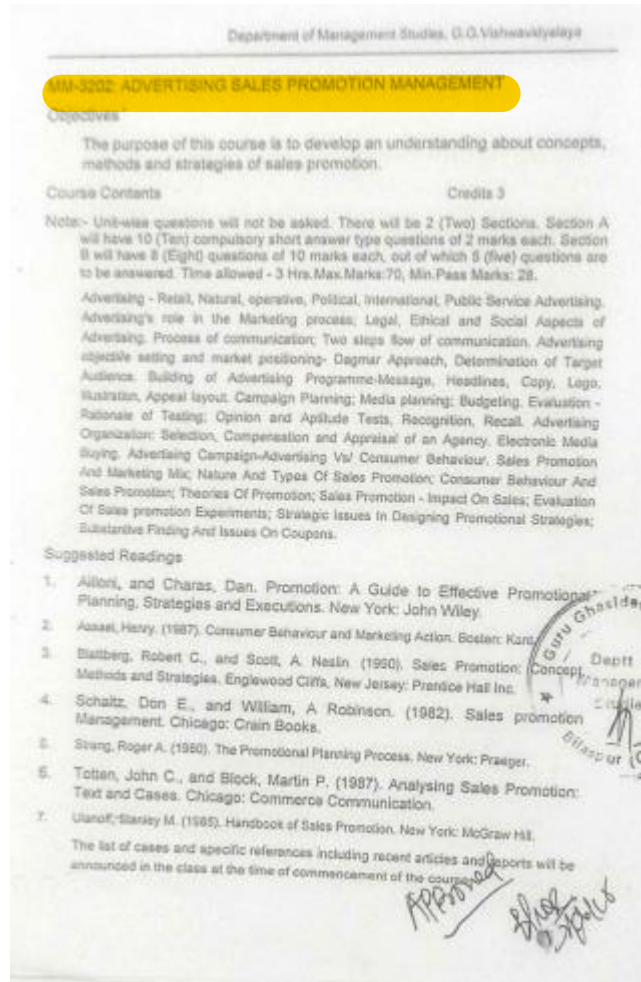 Department of Management Studies, G.G.Vishwavidyalaya
MM-3202: ADVERTISING SALES PROMOTION MANAGEMENT
Objectives
The purpose of this course is to develop an understanding about concepts,
methods and strategies of sales promotion.
Course Contents Credits 3
Note:- Unit-wise questions will not be asked. There will be 2 (Two) Sections. Section A
will have 10 (Ten) compulsory short answer type questions of 2 marks each. Section
B will have 8 (Eight) questions of 10 marks each, out of which 5 (five) questions are
to be answered. Time allowed - 3 Hrs.Max.Marks:70, Min.Pass Marks: 28.
Advertising - Retail, Natural, operative, Political, International, Public Service Advertising.
Advertising's role in the Marketing process; Legal, Ethical and Social Aspects of
Advertising. Process of communication; Two steps flow of communication. Advertising
objective setting and market positioning- Dagmar Approach, Determination of Target
Audience. Building of Advertising Programme-Message, Headlines, Copy, Logo,
Illustration, Appeal layout. Campaign Planning; Media planning; Budgeting. Evaluation -
Rationale of Testing; Opinion and Aptitude Tests, Recognition, Recall. Advertising
Organization: Selection, Compensation and Appraisal of an Agency. Electronic Media
Buying. Advertising Campaign-Advertising Vs/ Consumer Behaviour. Sales Promotion
And Marketing Mix; Nature And Types Of Sales Promotion; Consumer Behaviour And
Sales Promotion; Theories Of Promotion; Sales Promotion - Impact On Sales; Evaluation
Of Sales promotion Experiments; Strategic Issues In Designing Promotional Strategies;
Substantive Finding And Issues On Coupons.
Suggested Readings
1. Ailloni, and Charas, Dan. Promotion: A Guide to Effective Promotional
Planning, Strategies and Executions. New York: John Wiley.
2. Assael, Henry. (1987). Consumer Behaviour and Marketing Action. Boston:
3. Blattberg, Robert C., and Scott, A. Neslin. (1990). Sales Promotion: Concept,
Methods and Strategies. Englewood Cliffs, New Jersey: Prentice Hall Inc.
4. Schaltz, Don E., and William, A Robinson. (1982). Sales promotion
Management. Chicago: Crain Books.
5. Strang, Roger A. (1980). The Promotional Planning Process. New York: Praeger.
6. Totten, John C., and Block, Martin P. (1987). Analysing Sales Promotion:
Text and Cases. Chicago: Commerce Communication.
7. Ulanoff, Stanley M. (1985). Handbook of Sales Promotion. New York: McGraw Hill.
The list of cases and specific references including recent articles and Reports will be
announced in the class at the time of commencement of the course
Guru Ghasidas
Deptt
Bilaspur (C
Approved